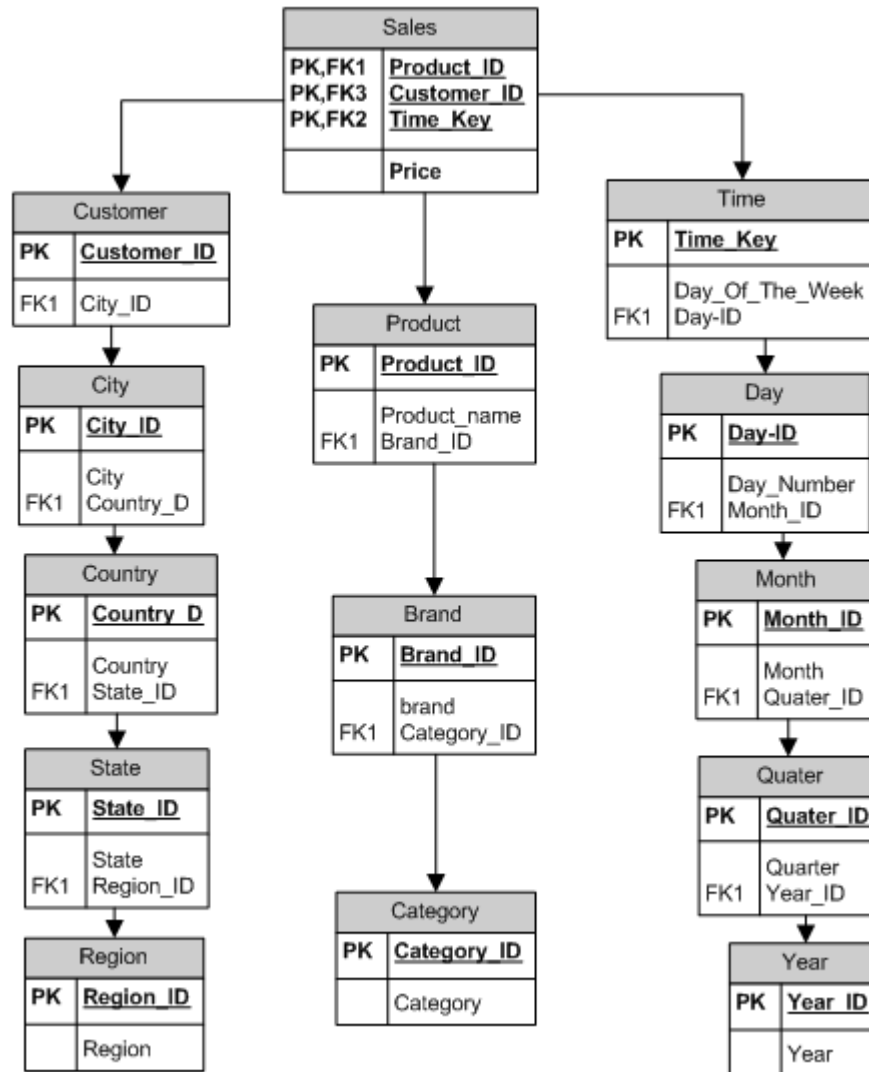 Sales
PK,FK1 Product_ID
PK,FK3 Customer_ID
PK,FK2 Time_Key
Price
Customer
PK Customer_ID
FK1 City_ID
City
PK City_ID
City
FK1 Country_D
Country
PK Country_D
Country
FK1 State_ID
State
PK State_ID
State
FK1 Region_ID
Region
PK Region_ID
Region
Product
PK Product_ID
Product_name
FK1 Brand_ID
Brand
PK Brand_ID
brand
FK1 Category_ID
Category
PK Category_ID
Category
Time
PK Time_Key
Day_Of_The_Week
FK1 Day-ID
Day
PK Day-ID
Day_Number
FK1 Month_ID
Month
PK Month_ID
Month
FK1 Quater_ID
Quater
PK Quater_ID
Quarter
FK1 Year_ID
Year
PK Year_ID
Year